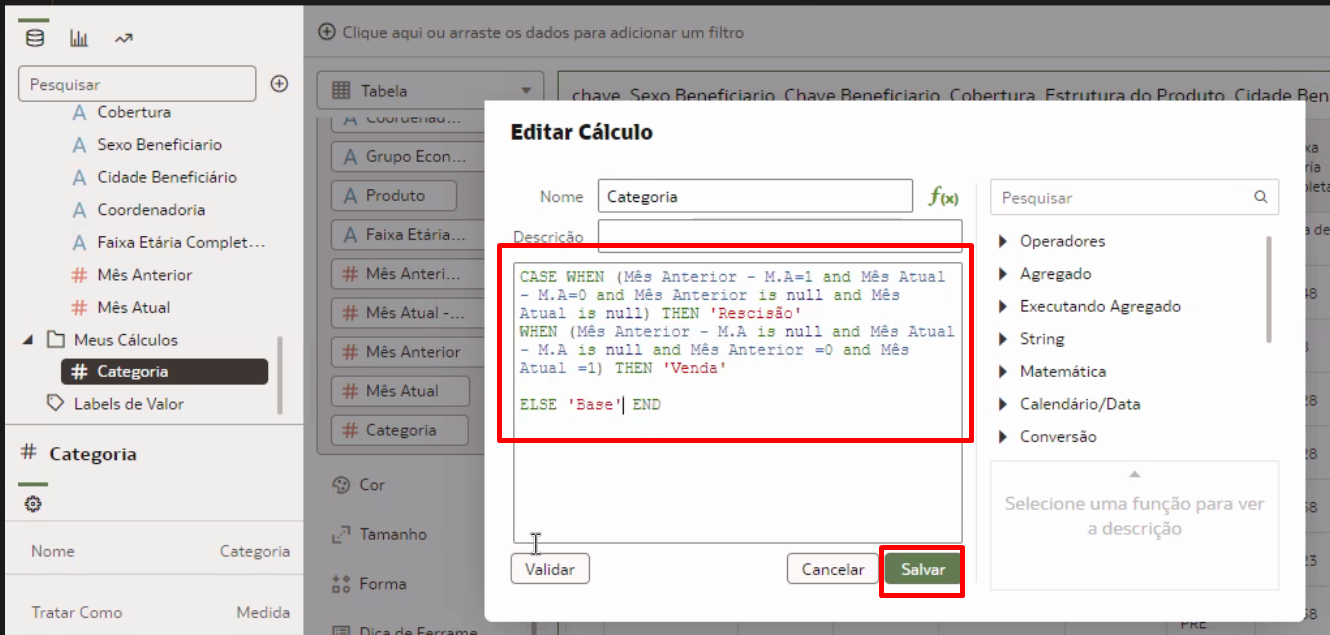 Clique aqui ou arraste os dados para adicionar um filtro
Pesquisar
Cobertura
Sexo Beneficiario
Cidade Beneficiário
Coordenadoria
Faixa Etária Complet...
Mês Anterior
Mês Atual
Meus Cálculos
Categoria
Labels de Valor
Categoria
Nome Categoria
Tratar Como Medida
Tabela
Coordenad...
Grupo Econ...
Produto
Faixa Etária...
Mês Anteri...
Mês Atual -...
Mês Anterior
Mês Atual
Categoria
Cor
Tamanho
Forma
Dica de Ferrame
chave Sexo Beneficiario Chave Beneficiario Cobertura Estrutura do Produto Cidade Ben
Editar Cálculo
Nome Categoria f(x)
Descrição
CASE WHEN (Mês Anterior - M.A=1 and Mês Atual
- M.A=0 and Mês Anterior is null and Mês
Atual is null) THEN 'Rescisão'
WHEN (Mês Anterior - M.A is null and Mês Atual
- M.A is null and Mês Anterior =0 and Mês
Atual =1) THEN 'Venda'
ELSE 'Base' END
Validar Cancelar Salvar
Pesquisar
Operadores
Agregado
Executando Agregado
String
Matemática
Calendário/Data
Conversão
Selecione uma função para ver
a descrição
PRE